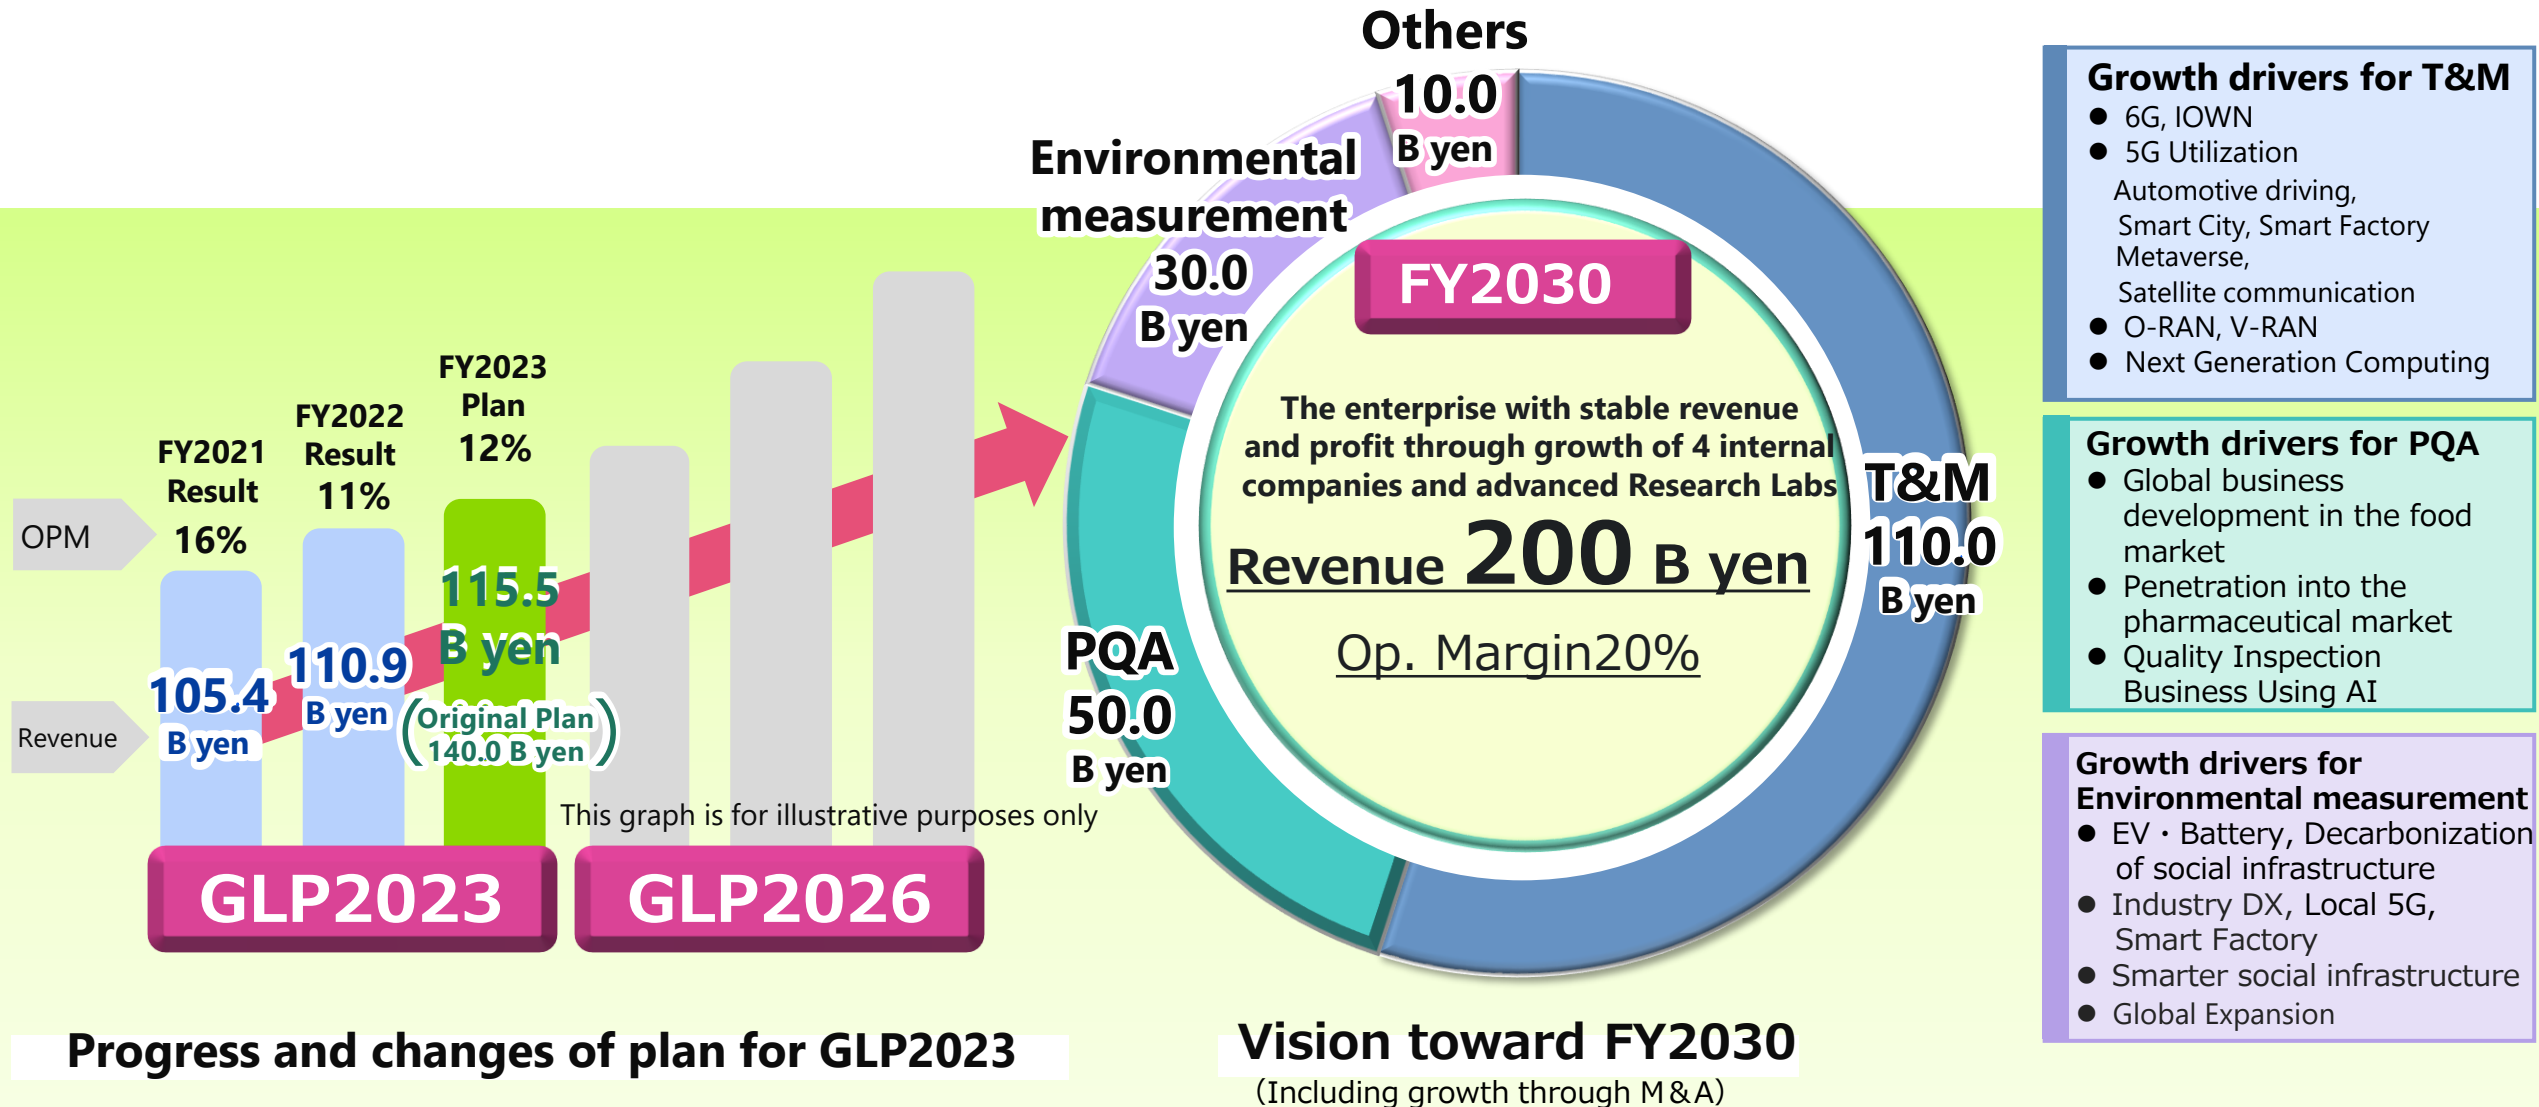 OPM
Revenue
FY2021
Result
16%
105.4
B yen
FY2022
Result
11%
110.9
B yen
FY2023
Plan
12%
115.5
B yen
(Original Plan
140.0 B yen)
This graph is for illustrative purposes only
GLP2023
GLP2026
Progress and changes of plan for GLP2023
Others
10.0
B yen
Environmental
measurement
30.0
B yen
PQA
50.0
B yen
T&M
110.0
B yen
FY2030
The enterprise with stable revenue
and profit through growth of 4 internal
companies and advanced Research Labs
Revenue 200 B yen
Op. Margin20%
Vision toward FY2030
（Including growth through M＆A）
Growth drivers for T&M
● 6G, IOWN
● 5G Utilization
Automotive driving,
Smart City, Smart Factory
Metaverse,
Satellite communication
● O-RAN, V-RAN
● Next Generation Computing
Growth drivers for PQA
● Global business
development in the food
market
● Penetration into the
pharmaceutical market
● Quality Inspection
Business Using AI
Growth drivers for
Environmental measurement
● EV・Battery, Decarbonization
of social infrastructure
● Industry DX, Local 5G,
Smart Factory
● Smarter social infrastructure
● Global Expansion